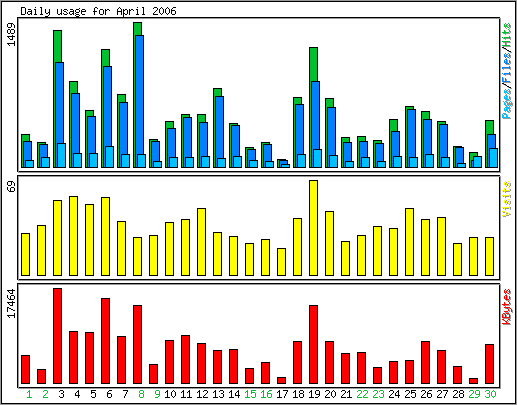 Daily usage for April 2006
1489
Pages/Files/Hits
69
Visits
17464
KBytes
1 2 3 4 5 6 7 8 9 10 11 12 13 14 15 16 17 18 19 20 21 22 23 24 25 26 27 28 29 30